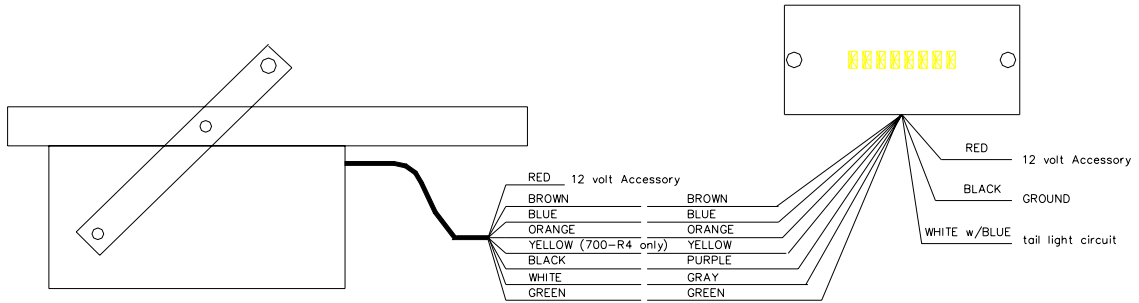 RED 12 volt Accessory
BROWN BROWN
BLUE BLUE
ORANGE ORANGE
YELLOW (700-R4 only) YELLOW
BLACK PURPLE
WHITE GRAY
GREEN GREEN
RED 12 volt Accessory
BLACK GROUND
WHITE w/BLUE tail light circuit